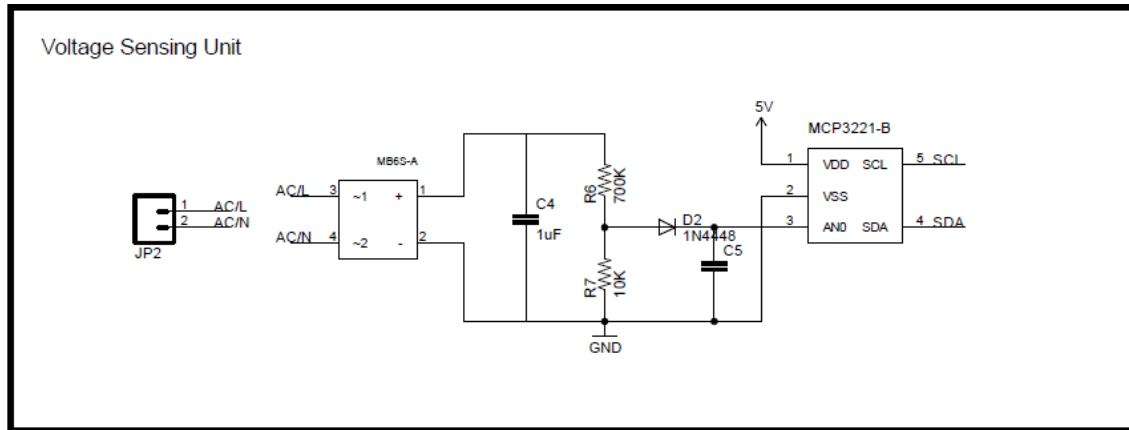 Voltage Sensing Unit
5V
MCP3221-B
MB6S-A
1 VDD SCL 5 SCL
2 VSS
3 AN0 SDA 4 SDA
AC/L 3 ~1 + 1
AC/N 4 ~2 - 2
1 AC/L
2 AC/N
JP2
C4
1uF
R6
700K
D2
1N4448
C5
R7
10K
GND